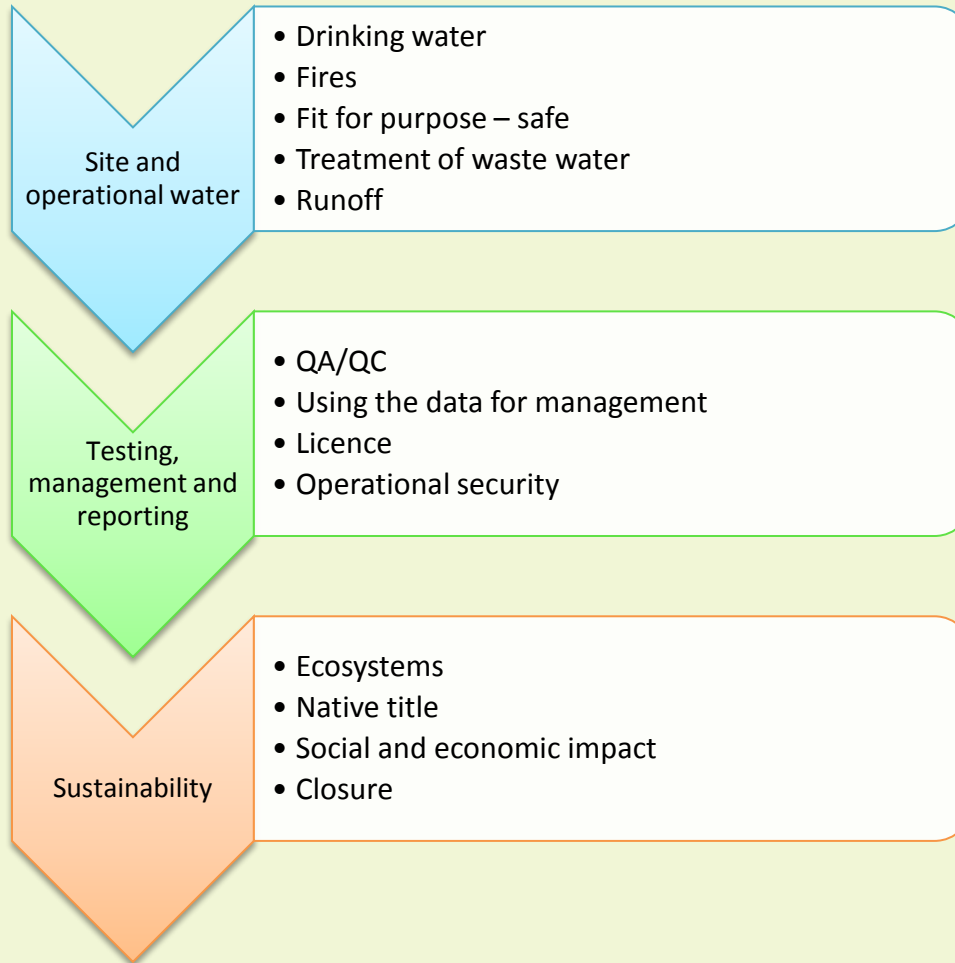 Site and
operational water
• Drinking water
• Fires
• Fit for purpose – safe
• Treatment of waste water
• Runoff
Testing,
management and
reporting
• QA/QC
• Using the data for management
• Licence
• Operational security
Sustainability
• Ecosystems
• Native title
• Social and economic impact
• Closure